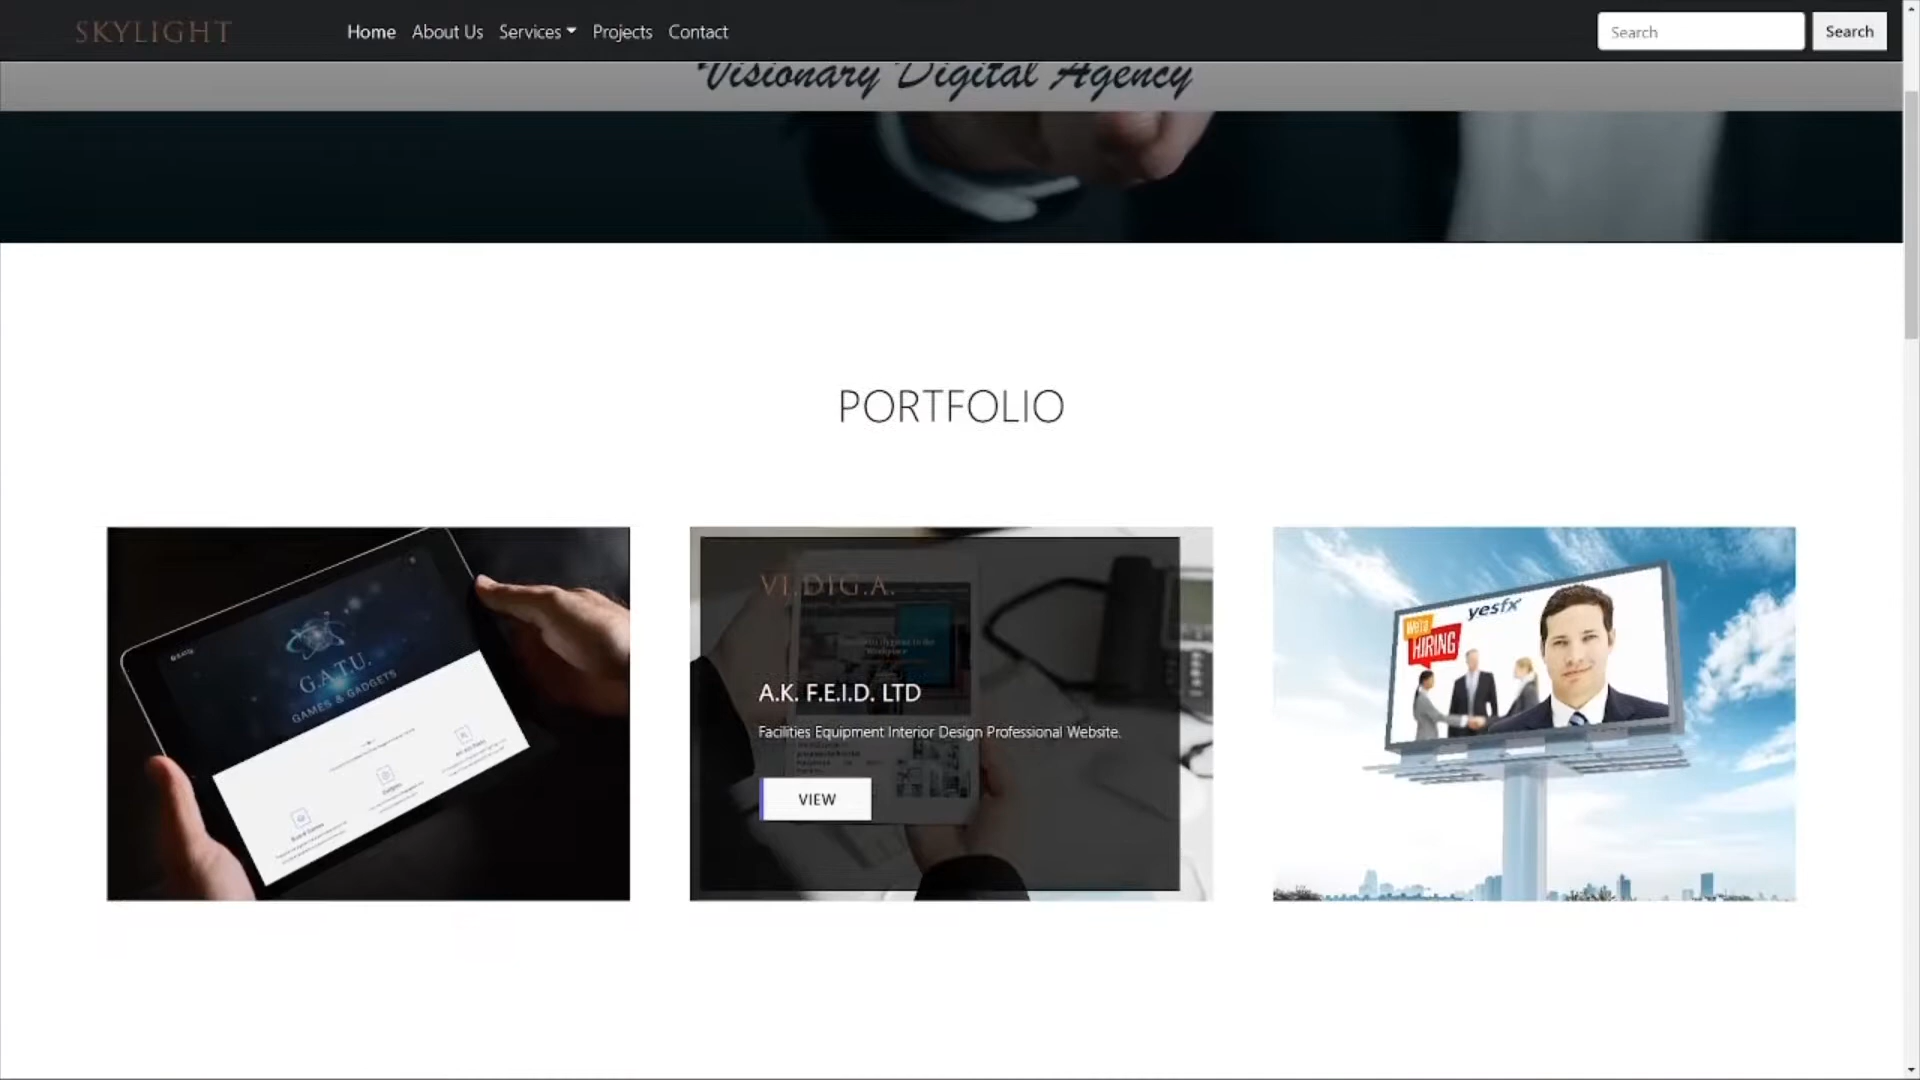 SKYLIGHT
Home About Us Services Projects Contact
Search
Search
Visionary Digital Agency
PORTFOLIO
G.A.T.U.
GAMES & GADGETS
VI.DIG.A.
A.K. F.E.I.D. LTD
Facilities Equipment Interior Design Professional Website.
VIEW
yesfx
We're
HIRING